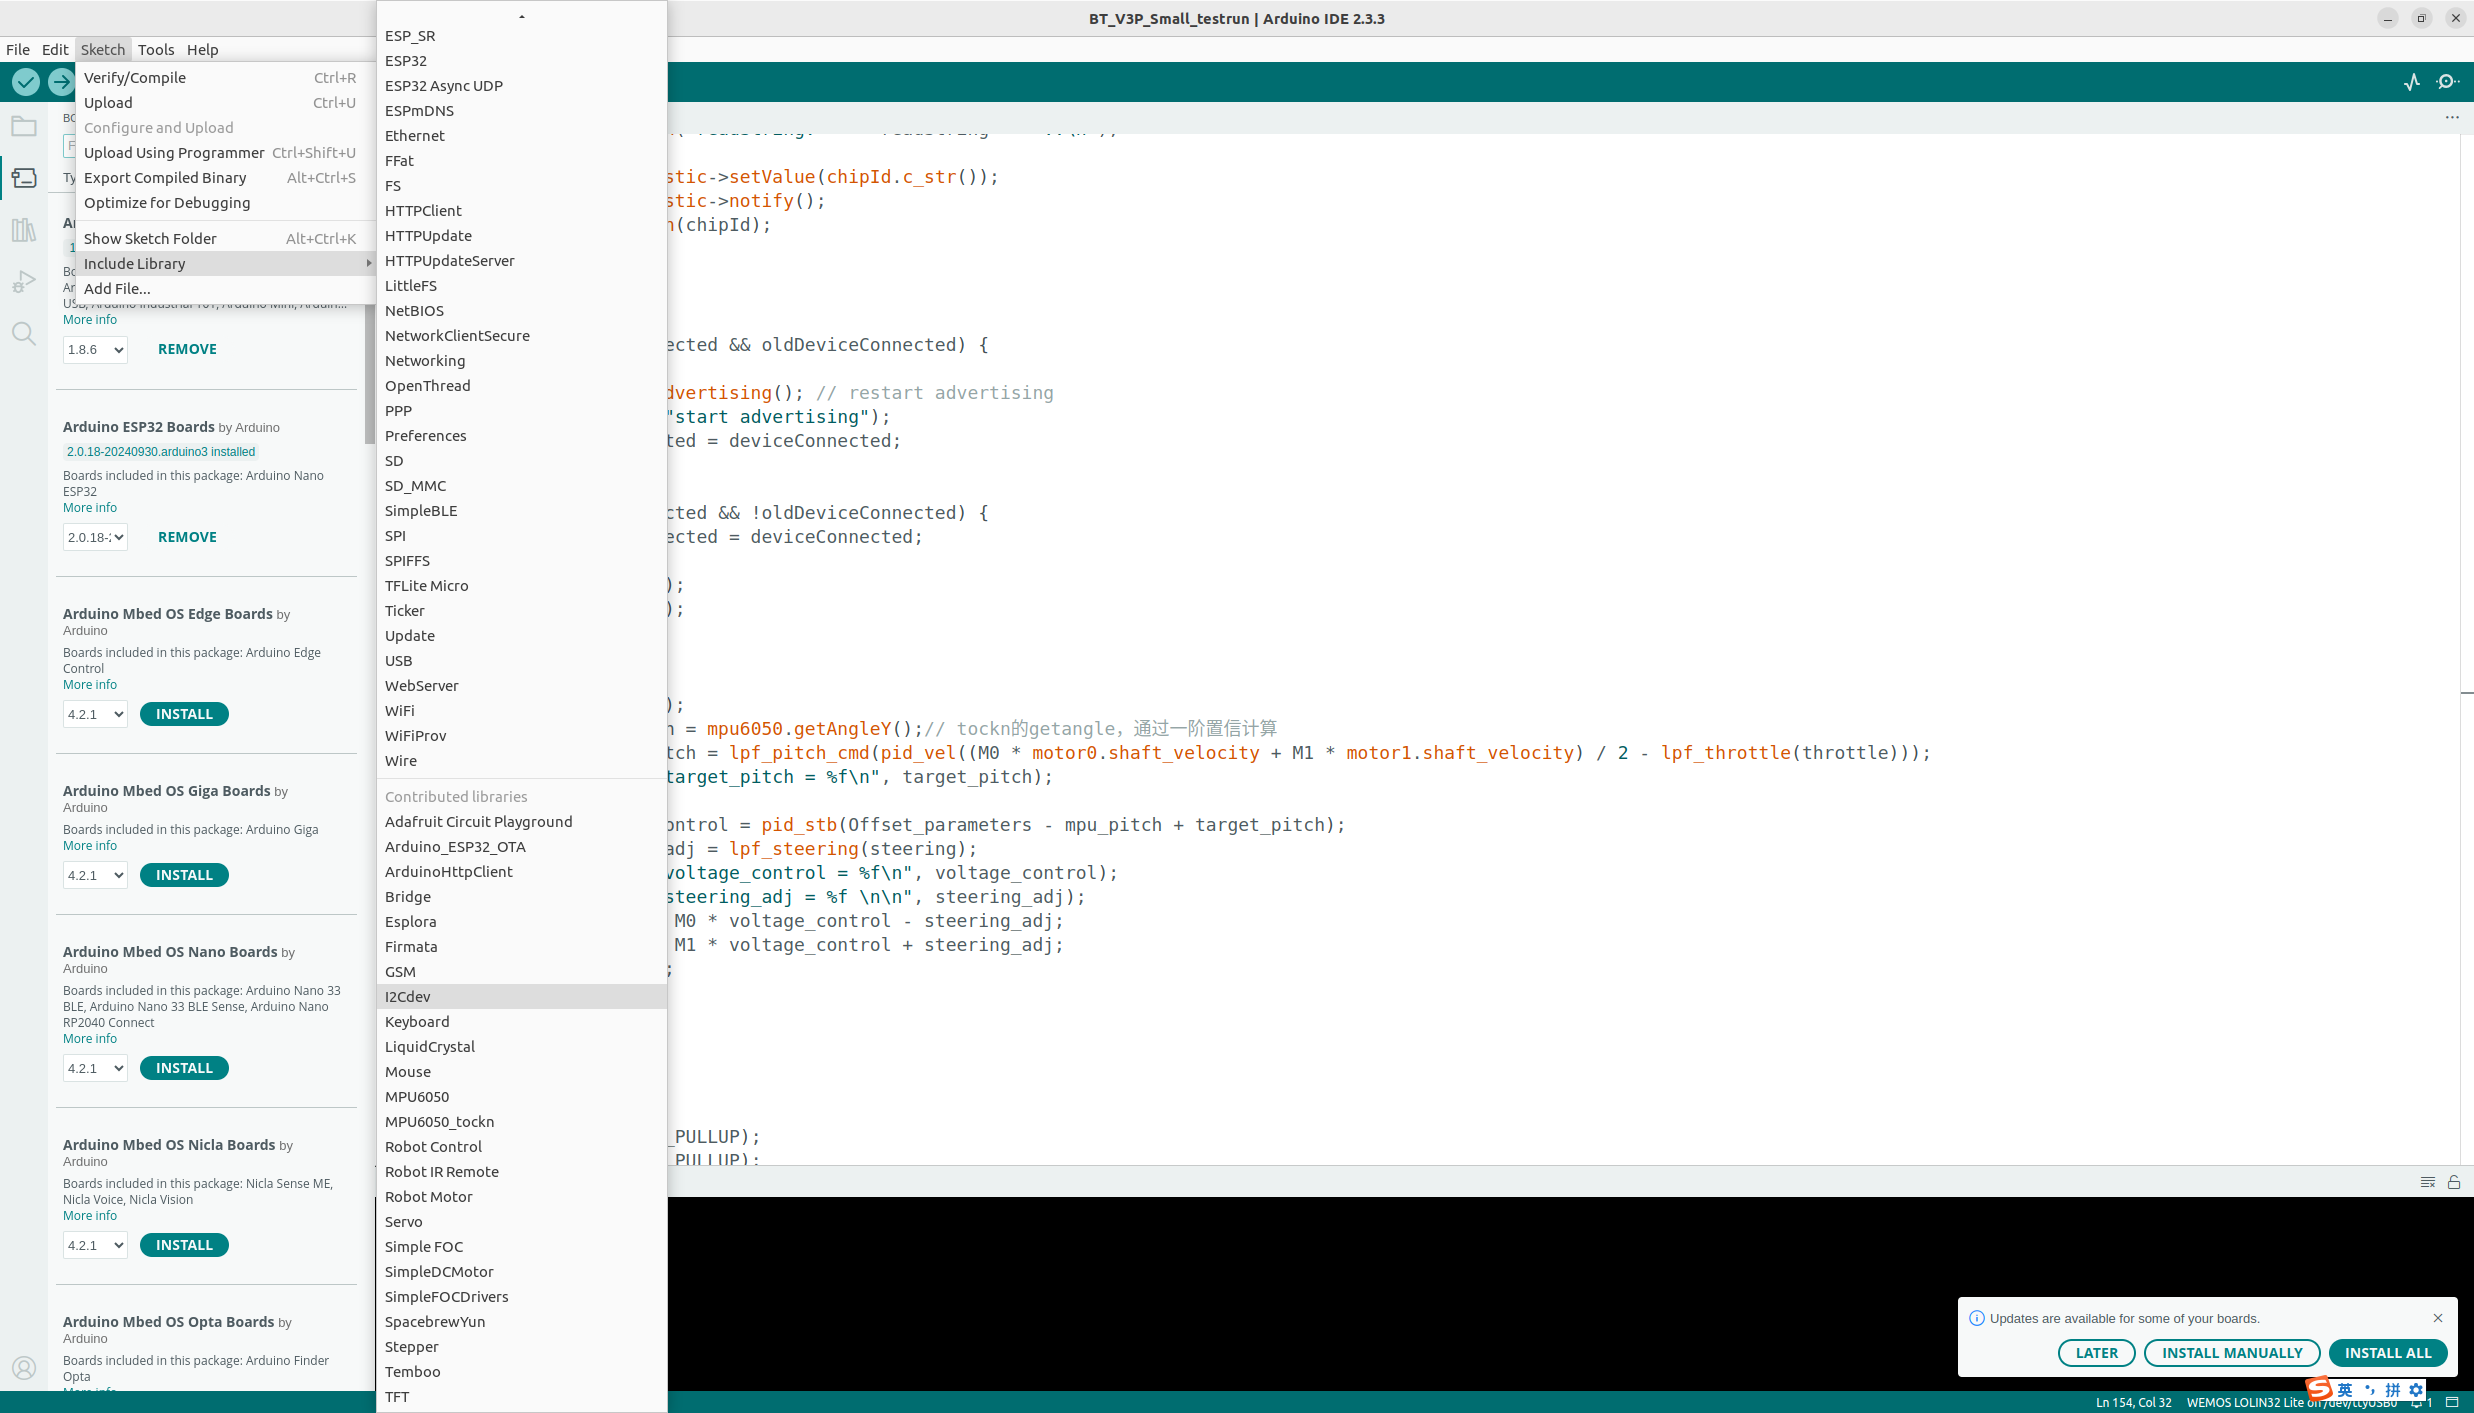 BT_V3P_Small_testrun | Arduino IDE 2.3.3
File Edit Sketch Tools Help
Verify/Compile Ctrl+R
Upload Ctrl+U
Configure and Upload
Upload Using Programmer Ctrl+Shift+U
Export Compiled Binary Alt+Ctrl+S
Optimize for Debugging
Show Sketch Folder Alt+Ctrl+K
Include Library
Add File...
More info
1.8.6 REMOVE
Arduino ESP32 Boards by Arduino
2.0.18-20240930.arduino3 installed
Boards included in this package: Arduino Nano
ESP32
More info
2.0.18-2 REMOVE
Arduino Mbed OS Edge Boards by
Arduino
Boards included in this package: Arduino Edge
Control
More info
4.2.1 INSTALL
Arduino Mbed OS Giga Boards by
Arduino
Boards included in this package: Arduino Giga
More info
4.2.1 INSTALL
Arduino Mbed OS Nano Boards by
Arduino
Boards included in this package: Arduino Nano 33
BLE, Arduino Nano 33 BLE Sense, Arduino Nano
RP2040 Connect
More info
4.2.1 INSTALL
Arduino Mbed OS Nicla Boards by
Arduino
Boards included in this package: Nicla Sense ME,
Nicla Voice, Nicla Vision
More info
4.2.1 INSTALL
Arduino Mbed OS Opta Boards by
Arduino
Boards included in this package: Arduino Finder
Opta
More info
ESP_SR
ESP32
ESP32 Async UDP
ESPmDNS
Ethernet
FFat
FS
HTTPClient
HTTPUpdate
HTTPUpdateServer
LittleFS
NetBIOS
NetworkClientSecure
Networking
OpenThread
PPP
Preferences
SD
SD_MMC
SimpleBLE
SPI
SPIFFS
TFLite Micro
Ticker
Update
USB
WebServer
WiFi
WiFiProv
Wire
Contributed libraries
Adafruit Circuit Playground
Arduino_ESP32_OTA
ArduinoHttpClient
Bridge
Esplora
Firmata
GSM
I2Cdev
Keyboard
LiquidCrystal
Mouse
MPU6050
MPU6050_tockn
Robot Control
Robot IR Remote
Robot Motor
Servo
Simple FOC
SimpleDCMotor
SimpleFOCDrivers
SpacebrewYun
Stepper
Temboo
TFT
stic->setValue(chipId.c_str());
stic->notify();
n(chipId);
ected && oldDeviceConnected) {
dvertising(); // restart advertising
"start advertising");
ted = deviceConnected;
cted && !oldDeviceConnected) {
ected = deviceConnected;
);
);
);
h = mpu6050.getAngleY();// tockn的getangle，通过一阶置信计算
tch = lpf_pitch_cmd(pid_vel((M0 * motor0.shaft_velocity + M1 * motor1.shaft_velocity) / 2 - lpf_throttle(throttle)));
target_pitch = %f\n", target_pitch);
ontrol = pid_stb(Offset_parameters - mpu_pitch + target_pitch);
adj = lpf_steering(steering);
voltage_control = %f\n", voltage_control);
steering_adj = %f \n\n", steering_adj);
M0 * voltage_control - steering_adj;
M1 * voltage_control + steering_adj;
;
_PULLUP);
_PULLUP);
Updates are available for some of your boards.
LATER INSTALL MANUALLY INSTALL ALL
英 拼
Ln 154, Col 32 WEMOS LOLIN32 Lite on /dev/ttyUSB0 1